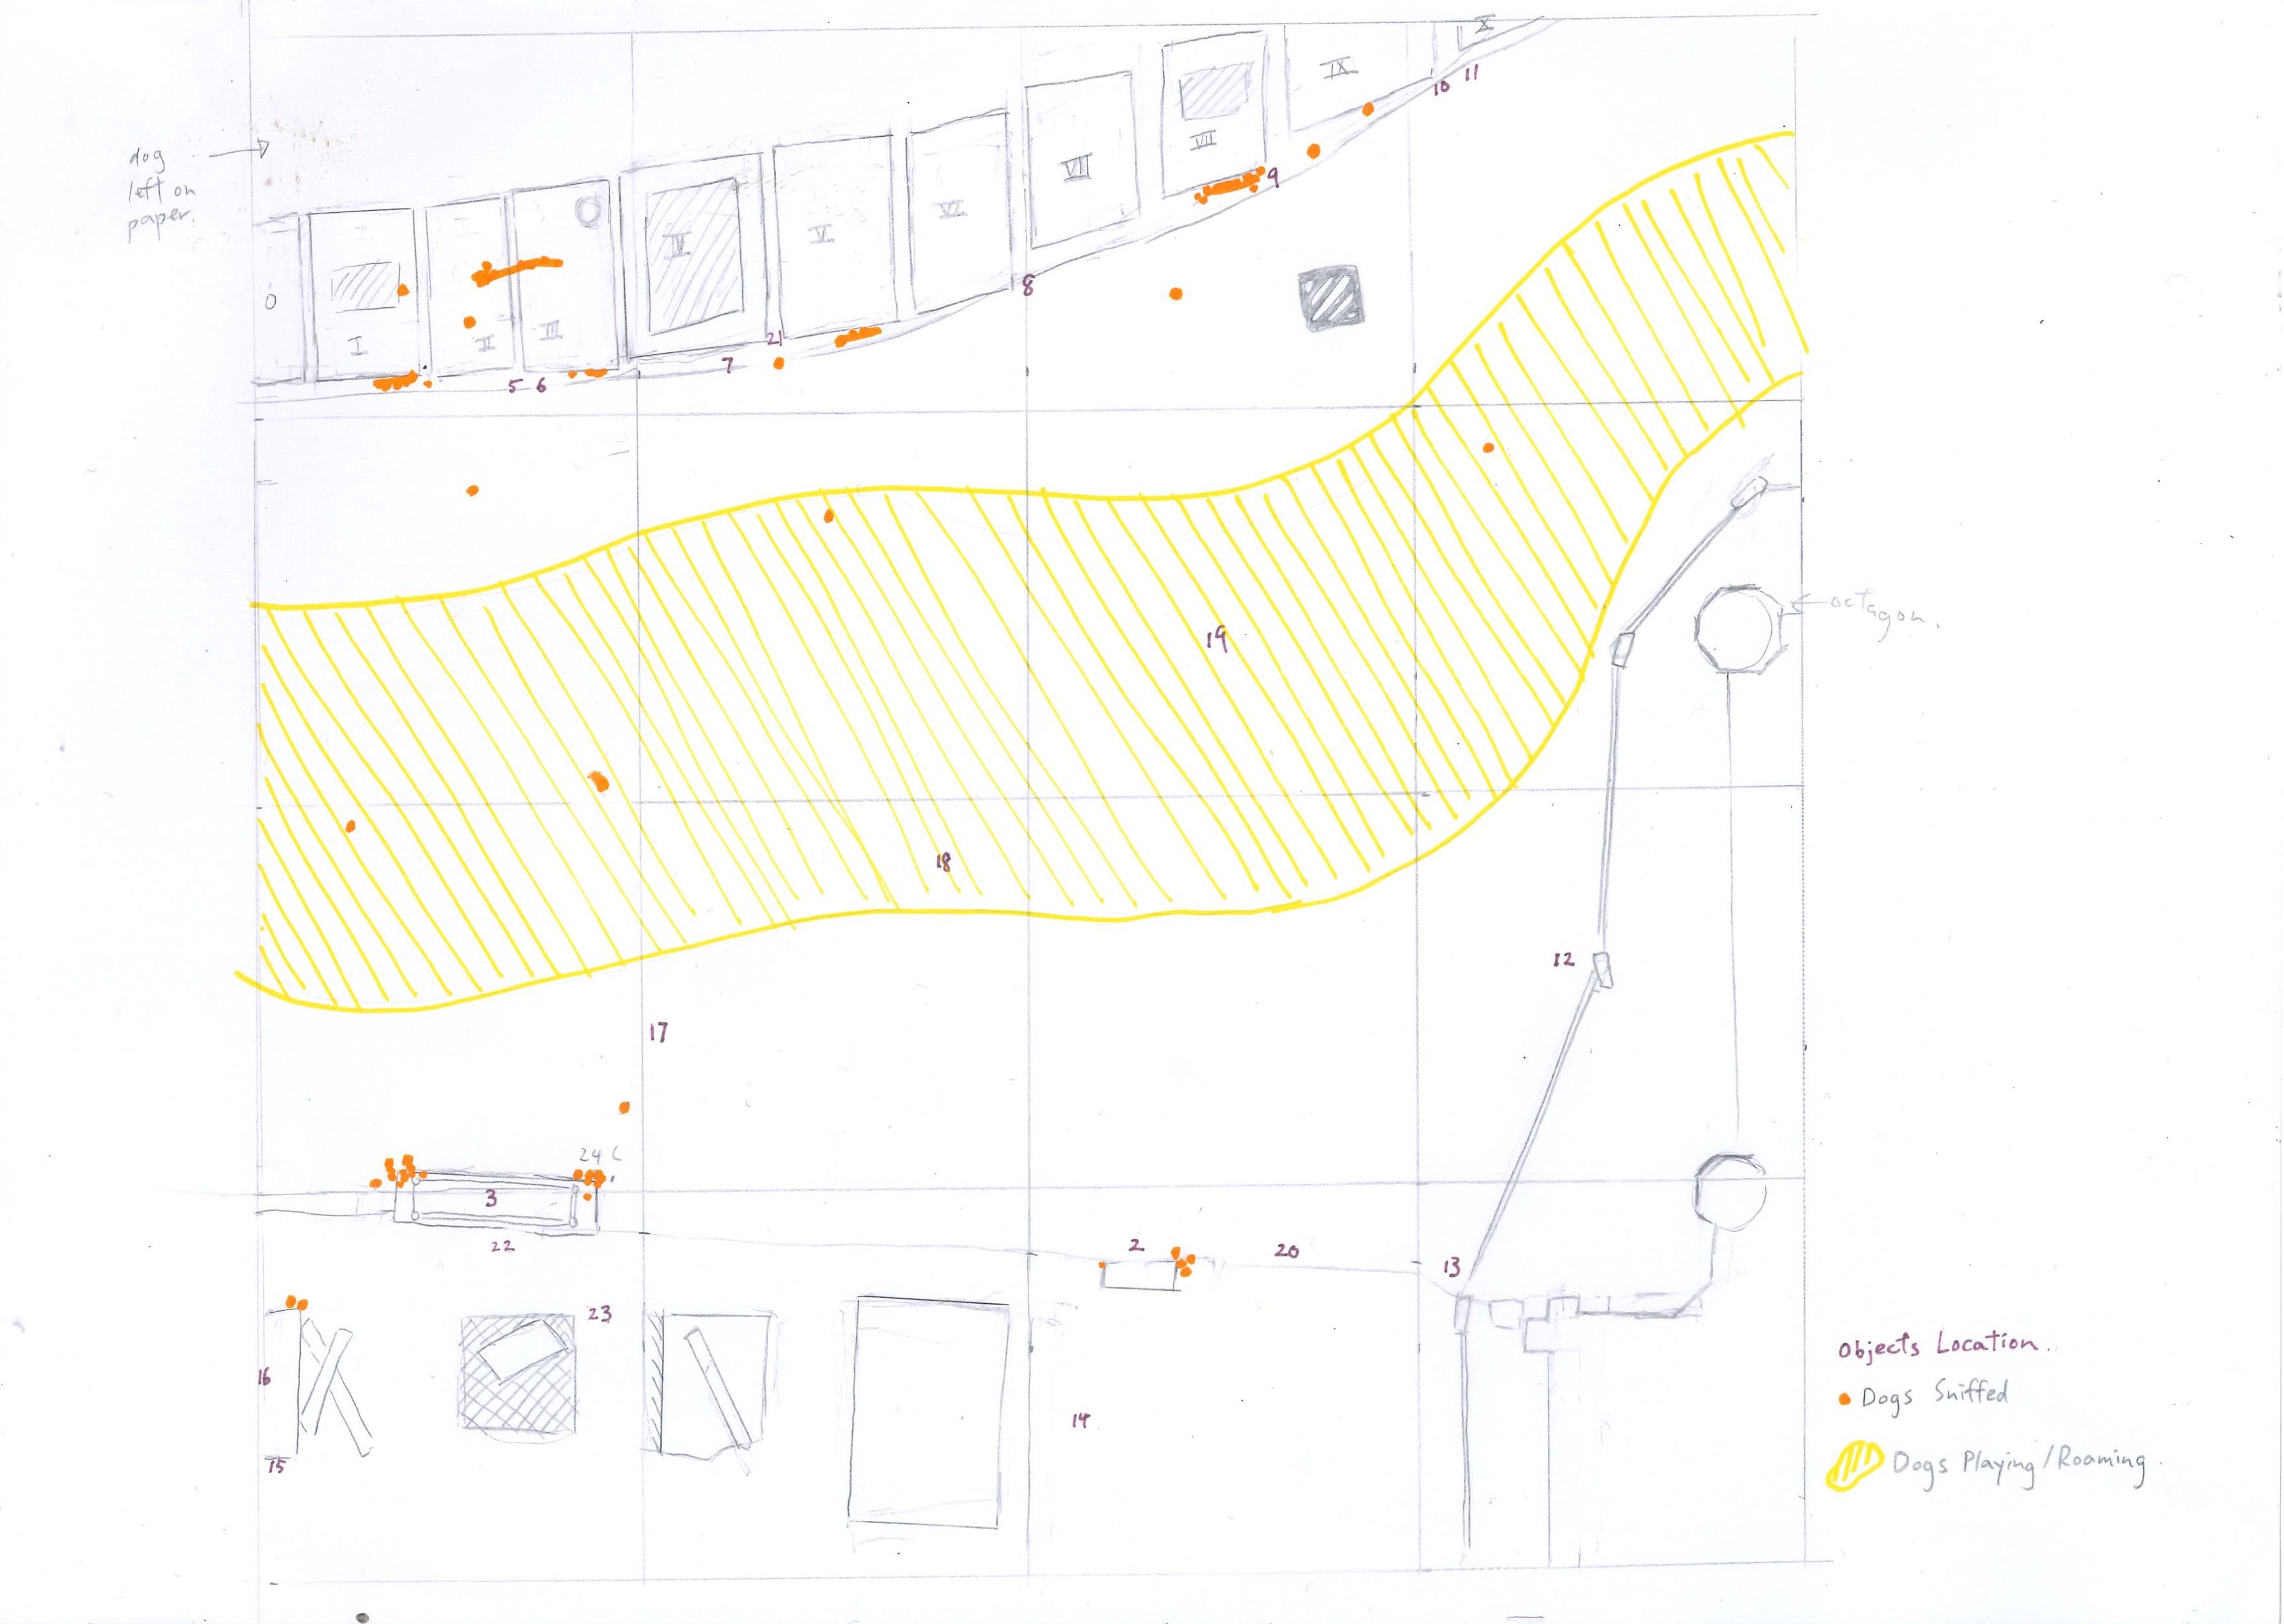 X
IX
10 11
dog
left on
paper.
VII
VII
9
VI
V
IV
8
O
I
II
III
21
7
5 6
octagon.
19
18
12
17
24
3
22
2
20
13
23
16
14
15
Objects Location.
Dogs Sniffed
Dogs Playing/Roaming